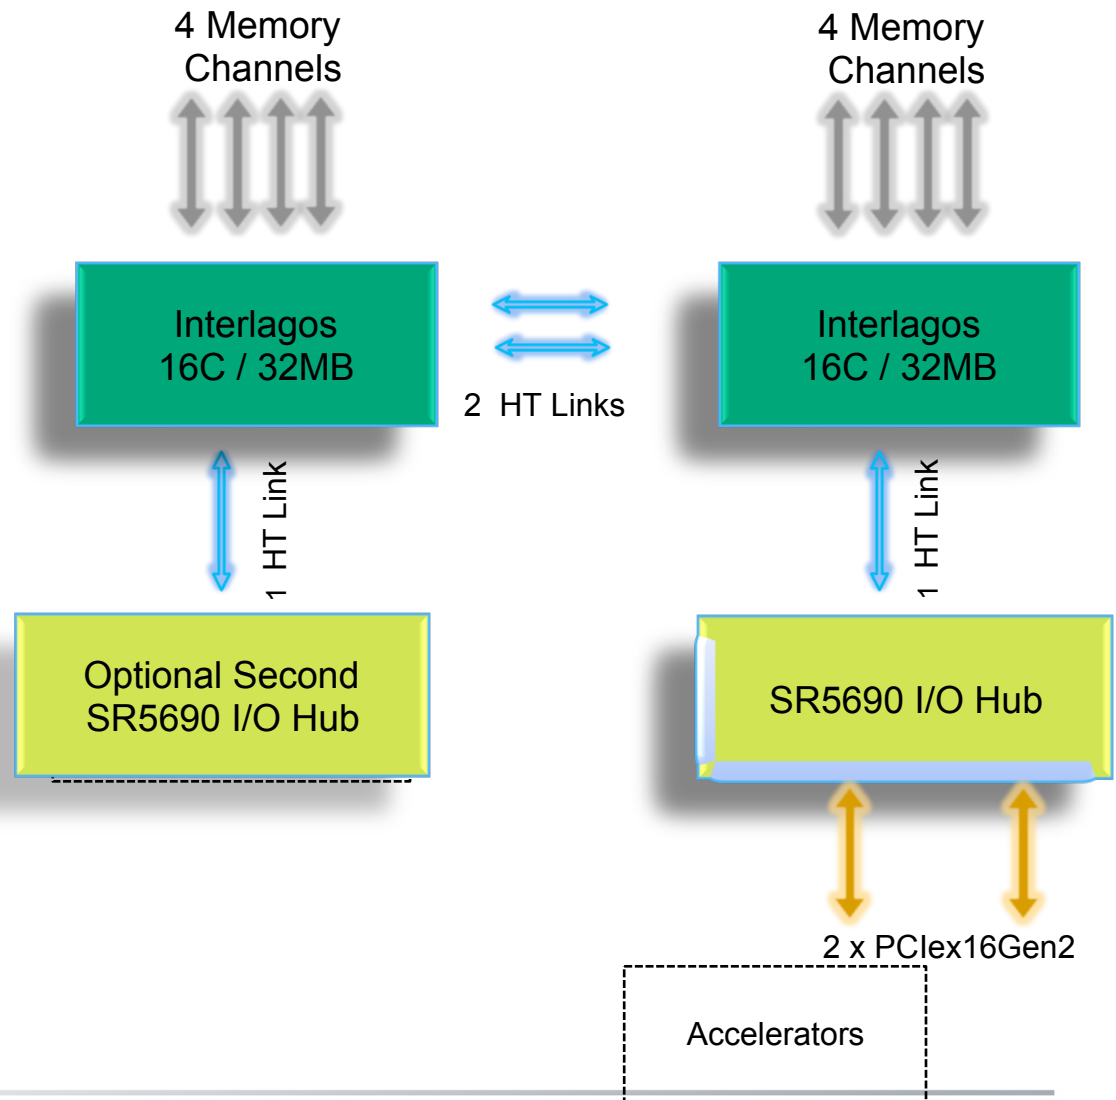 4 Memory
Channels
4 Memory
Channels
Interlagos
16C / 32MB
2 HT Links
Interlagos
16C / 32MB
1 HT Link
1 HT Link
Optional Second
SR5690 I/O Hub
SR5690 I/O Hub
2 x PCIex16Gen2
Accelerators